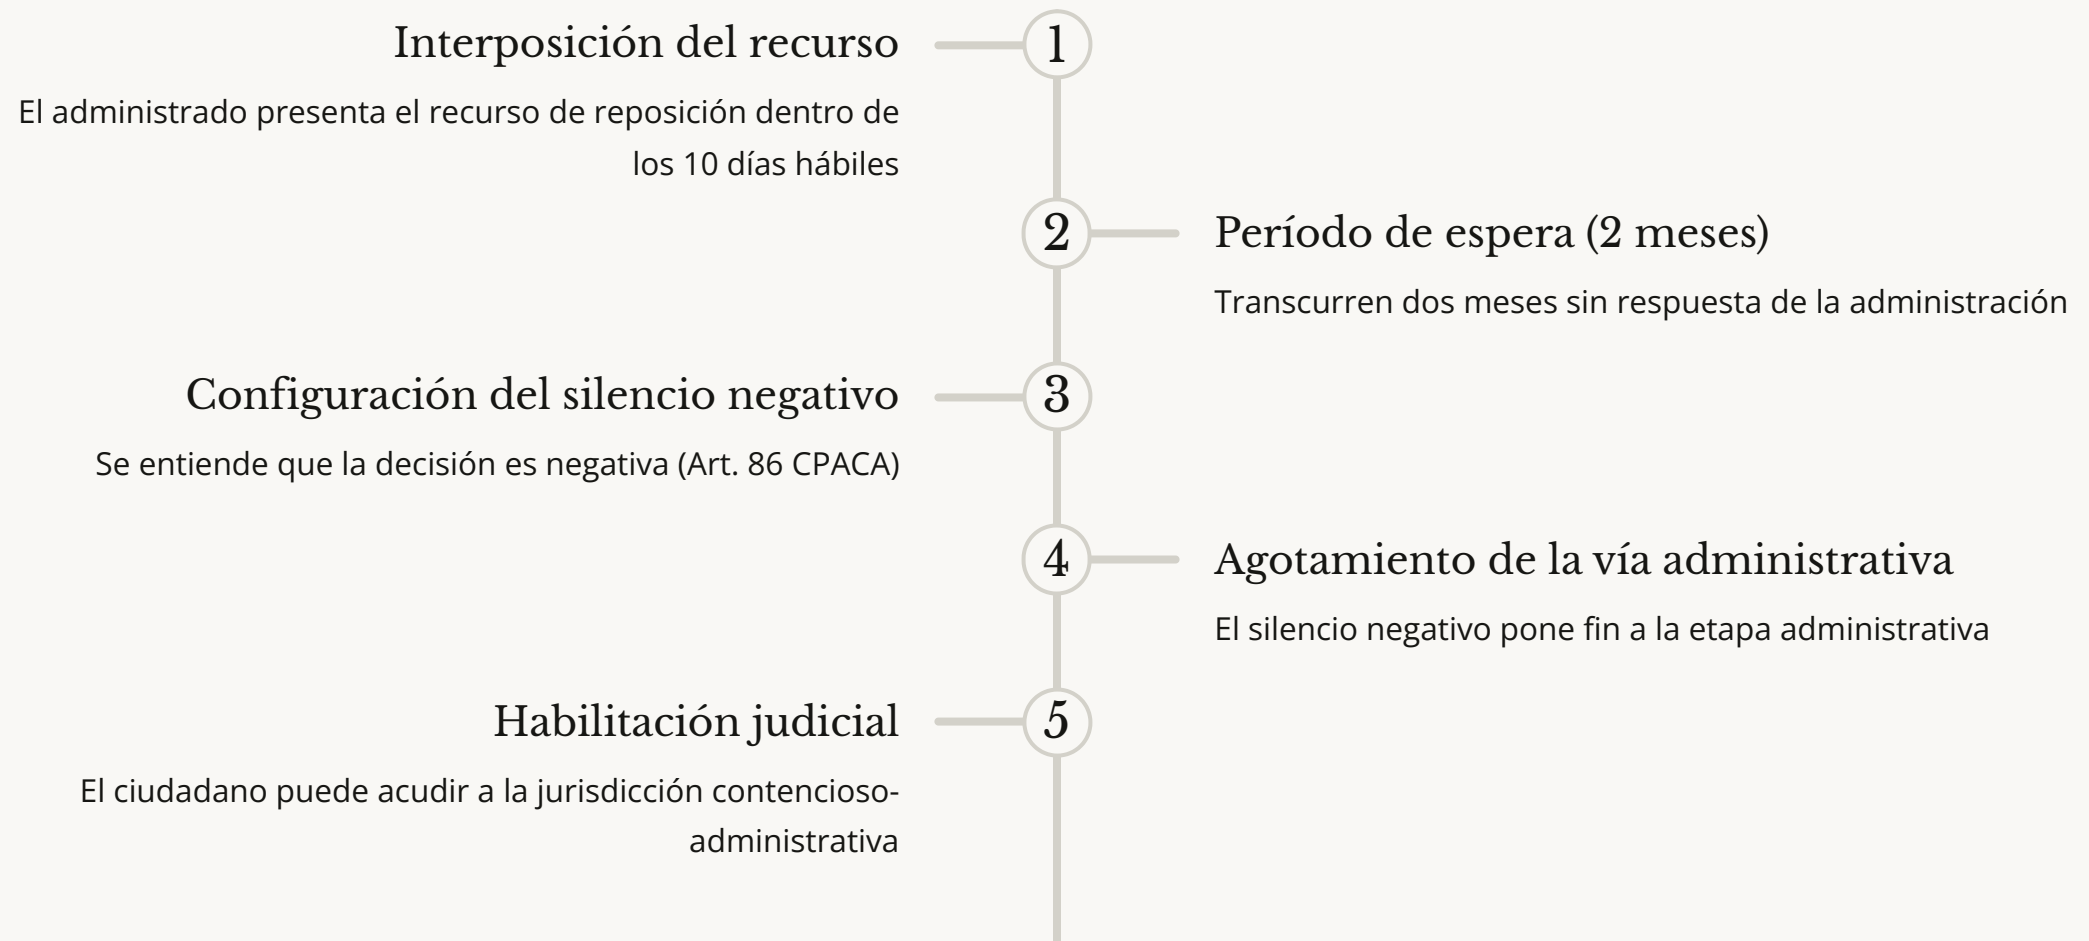 Interposición del recurso
1
El administrado presenta el recurso de reposición dentro de
los 10 días hábiles
2
Período de espera (2 meses)
Transcurren dos meses sin respuesta de la administración
Configuración del silencio negativo
3
Se entiende que la decisión es negativa (Art. 86 CPACA)
4
Agotamiento de la vía administrativa
El silencio negativo pone fin a la etapa administrativa
Habilitación judicial
5
El ciudadano puede acudir a la jurisdicción contencioso-
administrativa